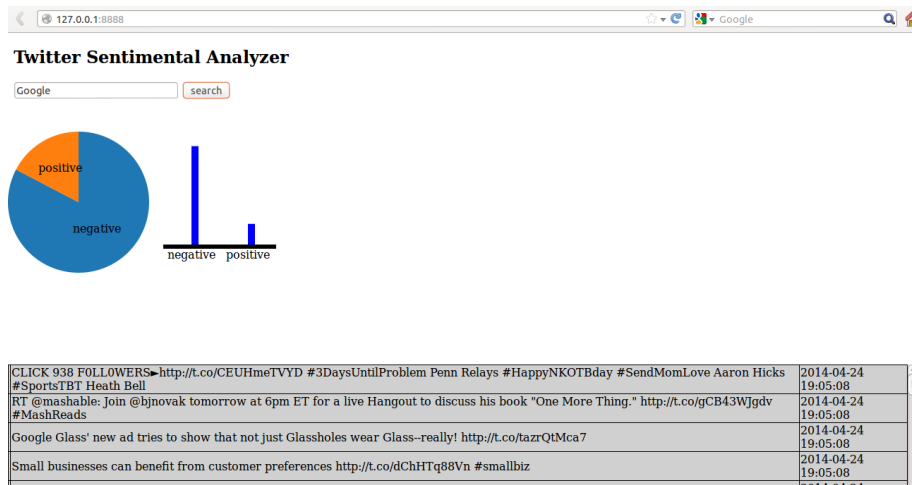 127.0.0.1:8888
Google
Twitter Sentimental Analyzer
Google
search
positive
negative
negative positive
CLICK 938 F0LL0WERS►http://t.co/CEUHmeTVYD #3DaysUntilProblem Penn Relays #HappyNKOTBday #SendMomLove Aaron Hicks
#SportsTBT Heath Bell
2014-04-24
19:05:08
RT @mashable: Join @bjnovak tomorrow at 6pm ET for a live Hangout to discuss his book "One More Thing." http://t.co/gCB43WJgdv
#MashReads
2014-04-24
19:05:08
Google Glass' new ad tries to show that not just Glassholes wear Glass--really! http://t.co/tazrQtMca7
2014-04-24
19:05:08
Small businesses can benefit from customer preferences http://t.co/dChHTq88Vn #smallbiz
2014-04-24
19:05:08